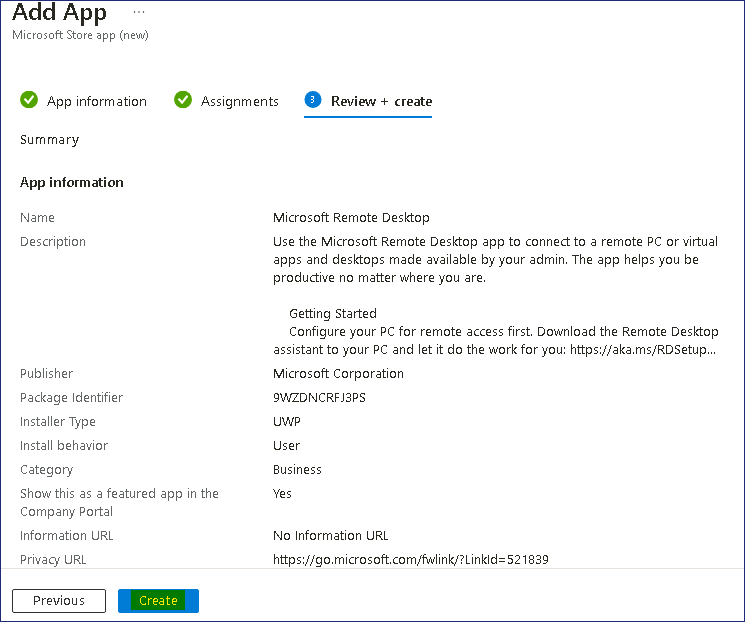 Add App ...
Microsoft Store app (new)
App information
Assignments
3 Review + create
Summary
App information
Name Microsoft Remote Desktop
Description Use the Microsoft Remote Desktop app to connect to a remote PC or virtual
apps and desktops made available by your admin. The app helps you be
productive no matter where you are.
Getting Started
Configure your PC for remote access first. Download the Remote Desktop
assistant to your PC and let it do the work for you: https://aka.ms/RDSetup...
Publisher Microsoft Corporation
Package Identifier 9WZDNCRFJ3PS
Installer Type UWP
Install behavior User
Category Business
Show this as a featured app in the Yes
Company Portal
Information URL No Information URL
Privacy URL https://go.microsoft.com/fwlink/?LinkId=521839
Previous
Create